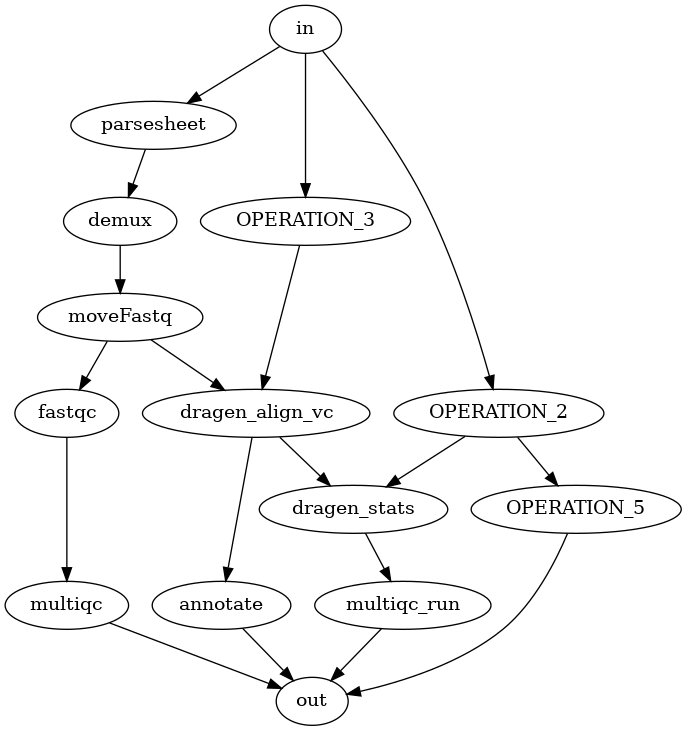 in
parsesheet
demux
OPERATION_3
moveFastq
fastqc
dragen_align_vc
OPERATION_2
dragen_stats
OPERATION_5
multiqc
annotate
multiqc_run
out